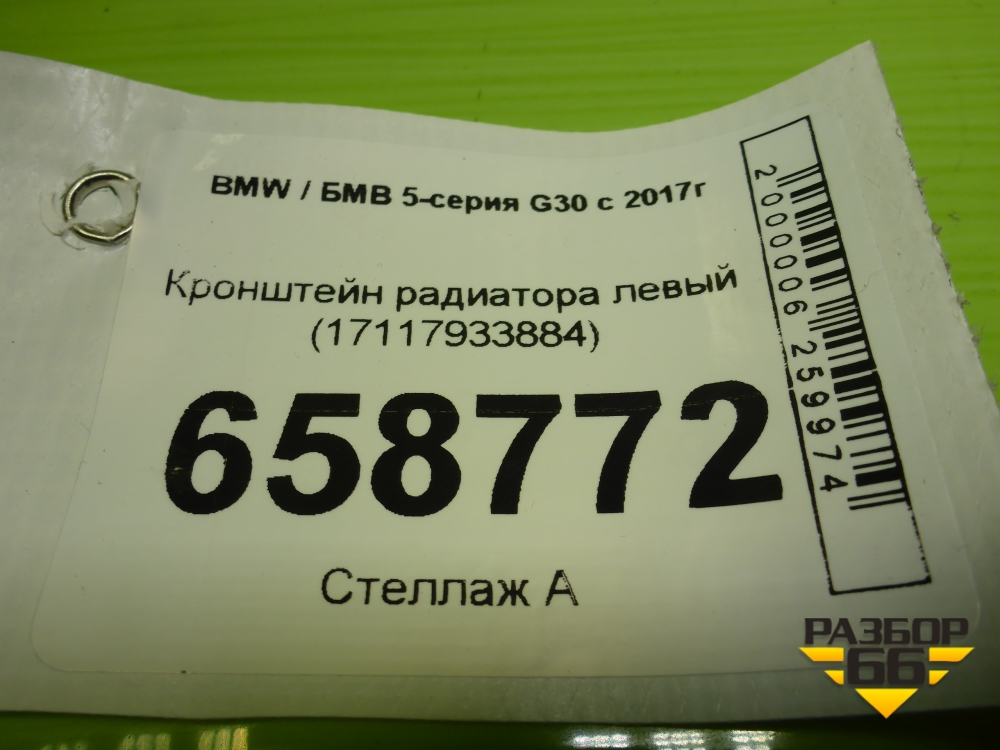 BMW / БМВ 5-серия G30 с 2017г
Кронштейн радиатора левый
(17117933884)
658772
Стеллаж А
2000006259974
РАЗБОР
66